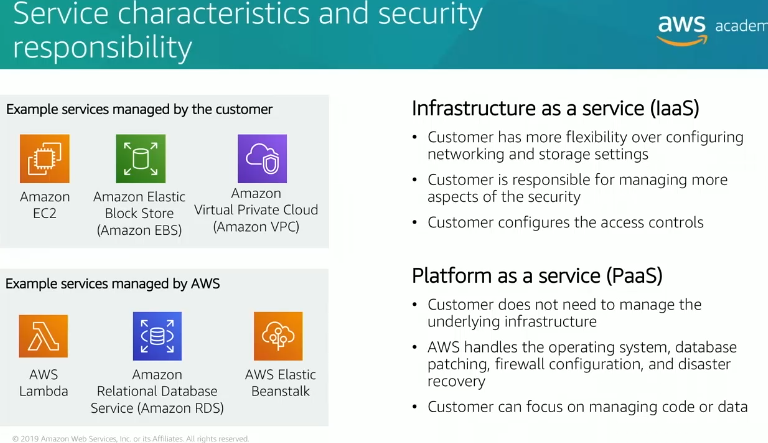 Service characteristics and security
responsibility
aws academ
Example services managed by the customer
Amazon
EC2
Amazon Elastic
Block Store
(Amazon EBS)
Amazon
Virtual Private Cloud
(Amazon VPC)
Infrastructure as a service (IaaS)
• Customer has more flexibility over configuring
networking and storage settings
• Customer is responsible for managing more
aspects of the security
• Customer configures the access controls
Example services managed by AWS
AWS
Lambda
Amazon
Relational Database
Service (Amazon RDS)
AWS Elastic
Beanstalk
Platform as a service (PaaS)
• Customer does not need to manage the
underlying infrastructure
• AWS handles the operating system, database
patching, firewall configuration, and disaster
recovery
• Customer can focus on managing code or data
© 2019 Amazon Web Services, Inc. or its Affiliates. All rights reserved.